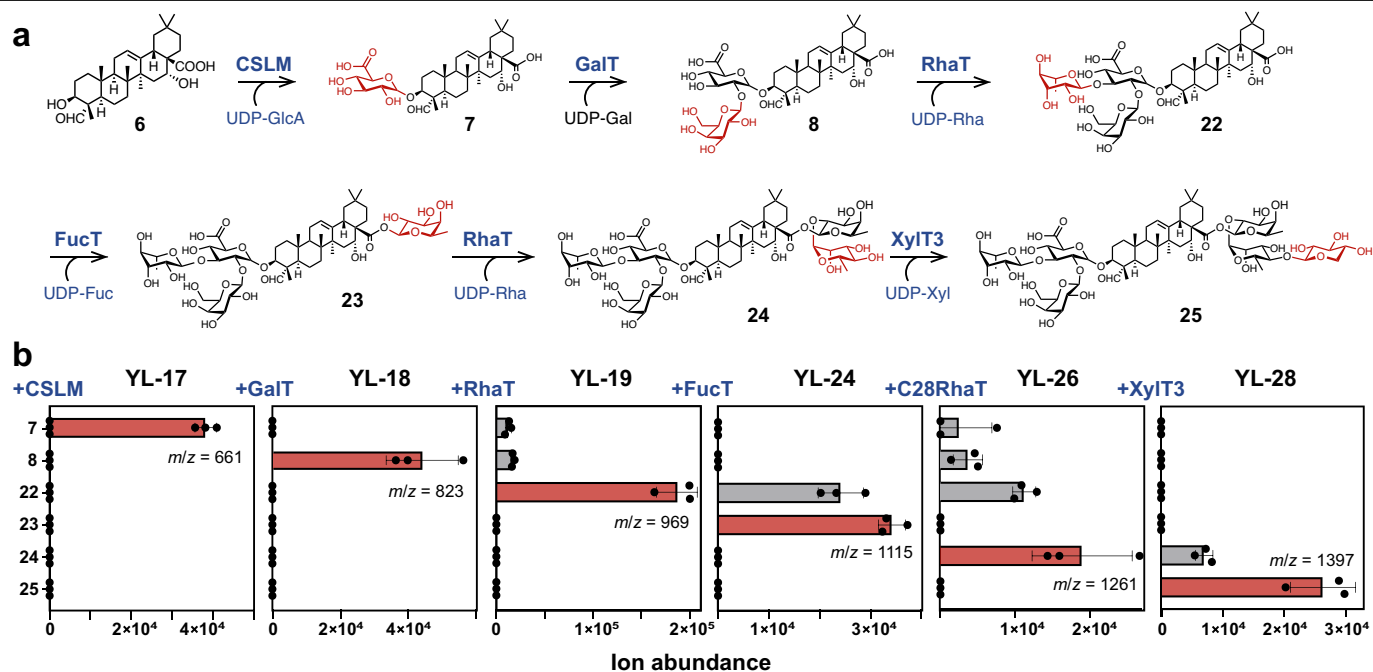 a
CSLM
UDP-GlcA
GalT
UDP-Gal
RhaT
UDP-Rha
6
7
8
22
FucT
UDP-Fuc
RhaT
UDP-Rha
XylT3
UDP-Xyl
23
24
25
b
+CSLM YL-17 +GalT YL-18 +RhaT YL-19 +FucT YL-24 +C28RhaT YL-26 +XylT3 YL-28
7
8
22
23
24
25
m/z = 661
m/z = 823
m/z = 969
m/z = 1115
m/z = 1261
m/z = 1397
0 2×10⁴ 4×10⁴
0 2×10⁴ 4×10⁴
0 1×10⁵ 2×10⁵
1×10⁴ 3×10⁴
1×10⁴ 2×10⁴
0 1×10⁴ 2×10⁴ 3×10⁴
Ion abundance